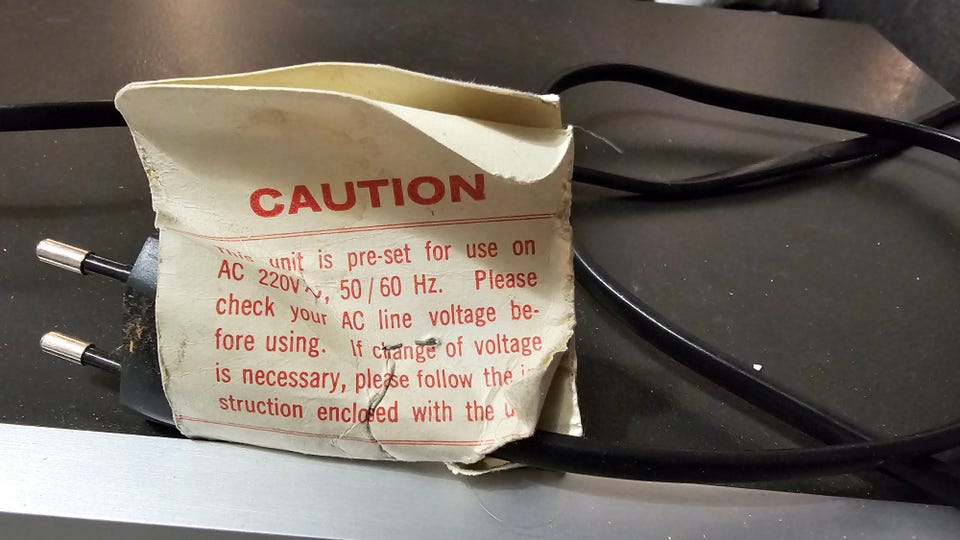 CAUTION
This unit is pre-set for use on
AC 220V∿, 50/60 Hz. Please
check your AC line voltage be-
fore using. If change of voltage
is necessary, please follow the
struction enclosed with the